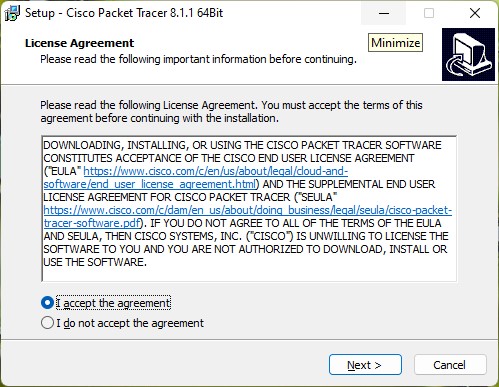 Setup - Cisco Packet Tracer 8.1.1 64Bit
License Agreement
Please read the following important information before continuing.
Minimize
Please read the following License Agreement. You must accept the terms of this
agreement before continuing with the installation.
DOWNLOADING, INSTALLING, OR USING THE CISCO PACKET TRACER SOFTWARE
CONSTITUTES ACCEPTANCE OF THE CISCO END USER LICENSE AGREEMENT
("EULA" https://www.cisco.com/c/en/us/about/legal/cloud-and-
software/end_user_license_agreement.html) AND THE SUPPLEMENTAL END USER
LICENSE AGREEMENT FOR CISCO PACKET TRACER ("SEULA"
https://www.cisco.com/c/dam/en_us/about/doing_business/legal/seula/cisco-packet-
tracer-software.pdf). IF YOU DO NOT AGREE TO ALL OF THE TERMS OF THE EULA
AND SEULA, THEN CISCO SYSTEMS, INC. ("CISCO") IS UNWILLING TO LICENSE THE
SOFTWARE TO YOU AND YOU ARE NOT AUTHORIZED TO DOWNLOAD, INSTALL OR
USE THE SOFTWARE.
I accept the agreement
I do not accept the agreement
Next >
Cancel